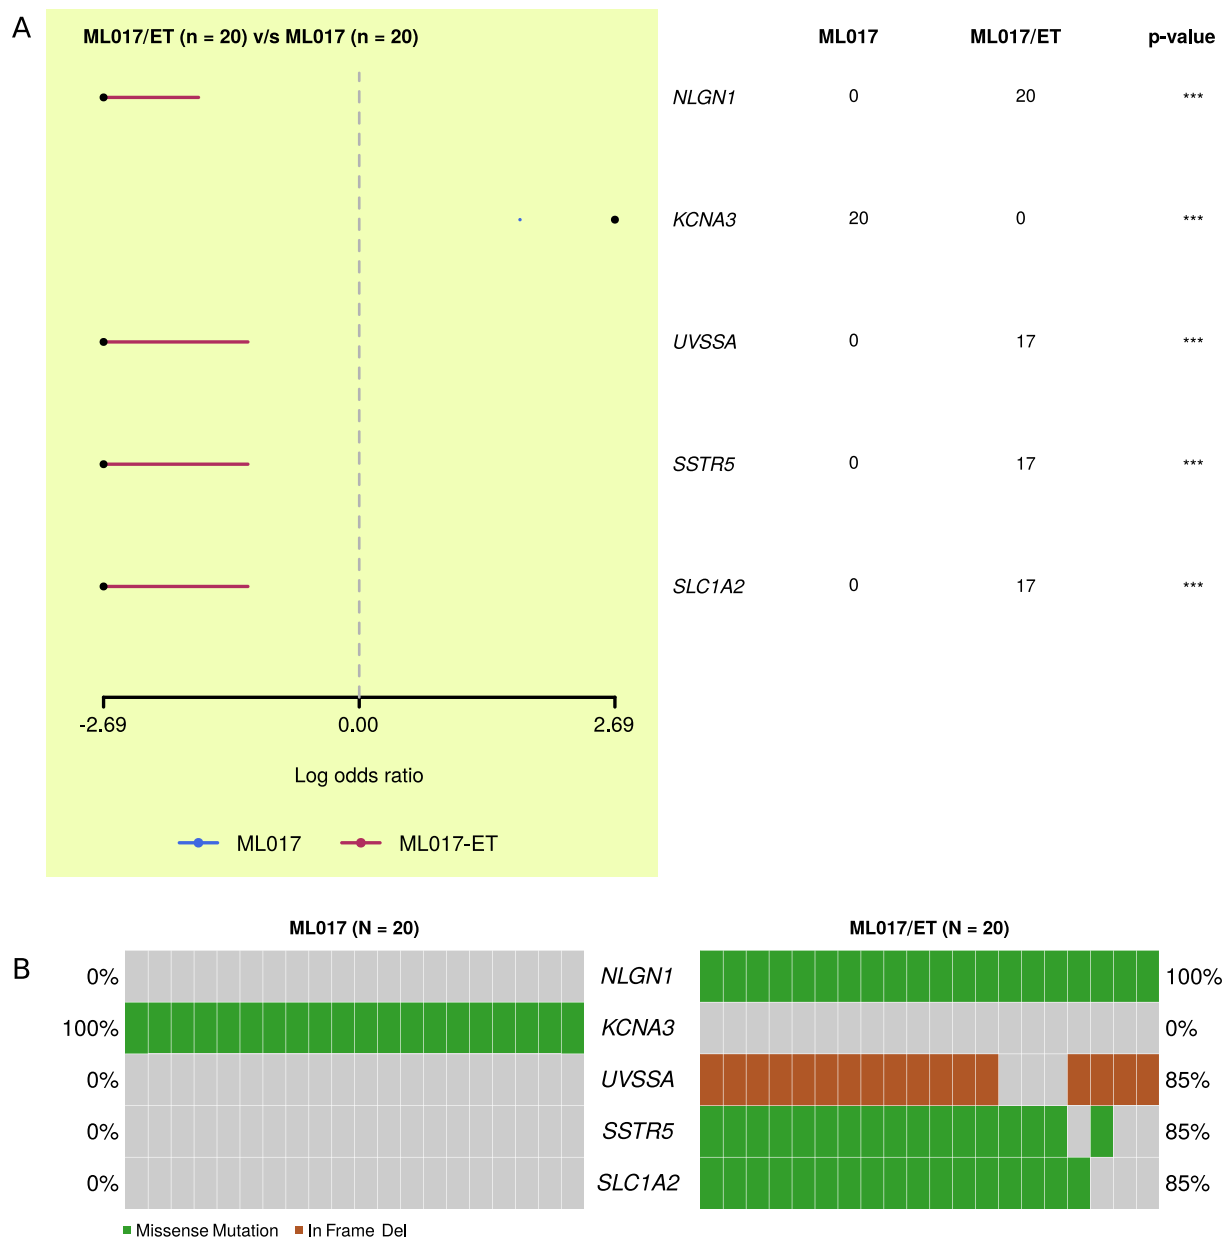 A
ML017/ET (n = 20) v/s ML017 (n = 20)
ML017 ML017/ET p-value
NLGN1 0 20 ***
KCNA3 20 0 ***
UVSSA 0 17 ***
SSTR5 0 17 ***
SLC1A2 0 17 ***
-2.69 0.00 2.69
Log odds ratio
ML017 ML017-ET
B
ML017 (N = 20) ML017/ET (N = 20)
0% NLGN1 100%
100% KCNA3 0%
0% UVSSA 85%
0% SSTR5 85%
0% SLC1A2 85%
Missense Mutation In Frame Del